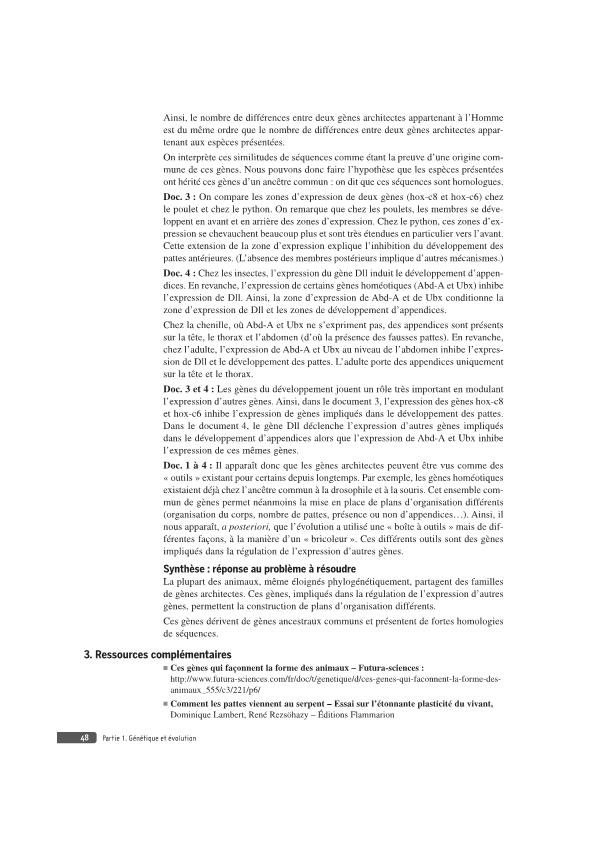 Ainsi, le nombre de différences entre deux gènes architectes appartenant à l'Homme
est du même ordre que le nombre de différences entre deux gènes architectes appar-
tenant aux espèces présentées.
On interprète ces similitudes de séquences comme étant la preuve d'une origine com-
mune de ces gènes. Nous pouvons donc faire l'hypothèse que les espèces présentées
ont hérité ces gènes d'un ancêtre commun : on dit que ces séquences sont homologues.
Doc. 3 : On compare les zones d'expression de deux gènes (hox-c8 et hox-c6) chez
le poulet et chez le python. On remarque que chez les poulets, les membres se déve-
loppent en avant et en arrière des zones d'expression. Chez le python, ces zones d'ex-
pression se chevauchent beaucoup plus et sont très étendues en particulier vers l'avant.
Cette extension de la zone d'expression explique l'inhibition du développement des
pattes antérieures. (L'absence des membres postérieurs implique d'autres mécanismes.)
Doc. 4 : Chez les insectes, l'expression du gène Dll induit le développement d'appen-
dices. En revanche, l'expression de certains gènes homéotiques (Abd-A et Ubx) inhibe
l'expression de Dll. Ainsi, la zone d'expression de Abd-A et de Ubx conditionne la
zone d'expression de Dll et les zones de développement d'appendices.
Chez la chenille, où Abd-A et Ubx ne s'expriment pas, des appendices sont présents
sur la tête, le thorax et l'abdomen (d'où la présence des fausses pattes). En revanche,
chez l'adulte, l'expression de Abd-A et Ubx au niveau de l'abdomen inhibe l'expres-
sion de Dll et le développement des pattes. L'adulte porte des appendices uniquement
sur la tête et le thorax.
Doc. 3 et 4 : Les gènes du développement jouent un rôle très important en modulant
l'expression d'autres gènes. Ainsi, dans le document 3, l'expression des gènes hox-c8
et hox-c6 inhibe l'expression de gènes impliqués dans le développement des pattes.
Dans le document 4, le gène Dll déclenche l'expression d'autres gènes impliqués
dans le développement d'appendices alors que l'expression de Abd-A et Ubx inhibe
l'expression de ces mêmes gènes.
Doc. 1 à 4 : Il apparaît donc que les gènes architectes peuvent être vus comme des
« outils » existant pour certains depuis longtemps. Par exemple, les gènes homéotiques
existaient déjà chez l'ancêtre commun à la drosophile et à la souris. Cet ensemble com-
mun de gènes permet néanmoins la mise en place de plans d'organisation différents
(organisation du corps, nombre de pattes, présence ou non d'appendices…). Ainsi, il
nous apparaît, a posteriori, que l'évolution a utilisé une « boîte à outils » mais de dif-
férentes façons, à la manière d'un « bricoleur ». Ces différents outils sont des gènes
impliqués dans la régulation de l'expression d'autres gènes.
Synthèse : réponse au problème à résoudre
La plupart des animaux, même éloignés phylogénétiquement, partagent des familles
de gènes architectes. Ces gènes, impliqués dans la régulation de l'expression d'autres
gènes, permettent la construction de plans d'organisation différents.
Ces gènes dérivent de gènes ancestraux communs et présentent de fortes homologies
de séquences.
3. Ressources complémentaires
■ Ces gènes qui façonnent la forme des animaux – Futura-sciences :
http://www.futura-sciences.com/fr/doc/t/genetique/d/ces-genes-qui-faconnent-la-forme-des-
animaux_555/c3/221/p6/
■ Comment les pattes viennent au serpent – Essai sur l'étonnante plasticité du vivant,
Dominique Lambert, René Rezsöhazy – Éditions Flammarion
48 Partie 1. Génétique et évolution